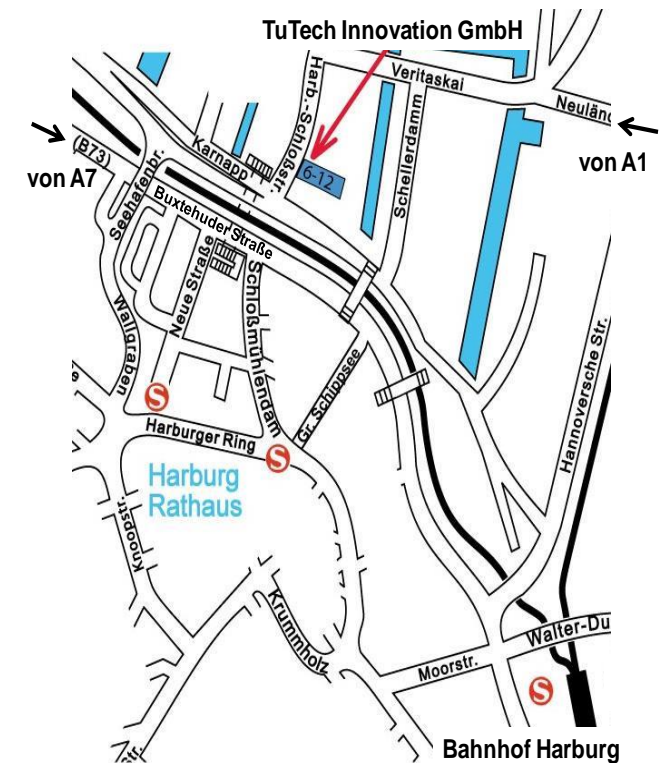 TuTech Innovation GmbH
Harb.-Schloßstr.
Veritaskai
Neuländ
von A1
(B73)
von A7
Karnapp
6-12
Schellerdamm
Seehafenbr.
Buxtehuder Straße
Neue Straße
Schloßmühlendam
Wallgraben
Gr. Schippsee
Hannoversche Str.
S
Harburger Ring
S
Harburg
Rathaus
Knoopstr.
Krummholz
Walter-Du
Moorstr.
S
Bahnhof Harburg